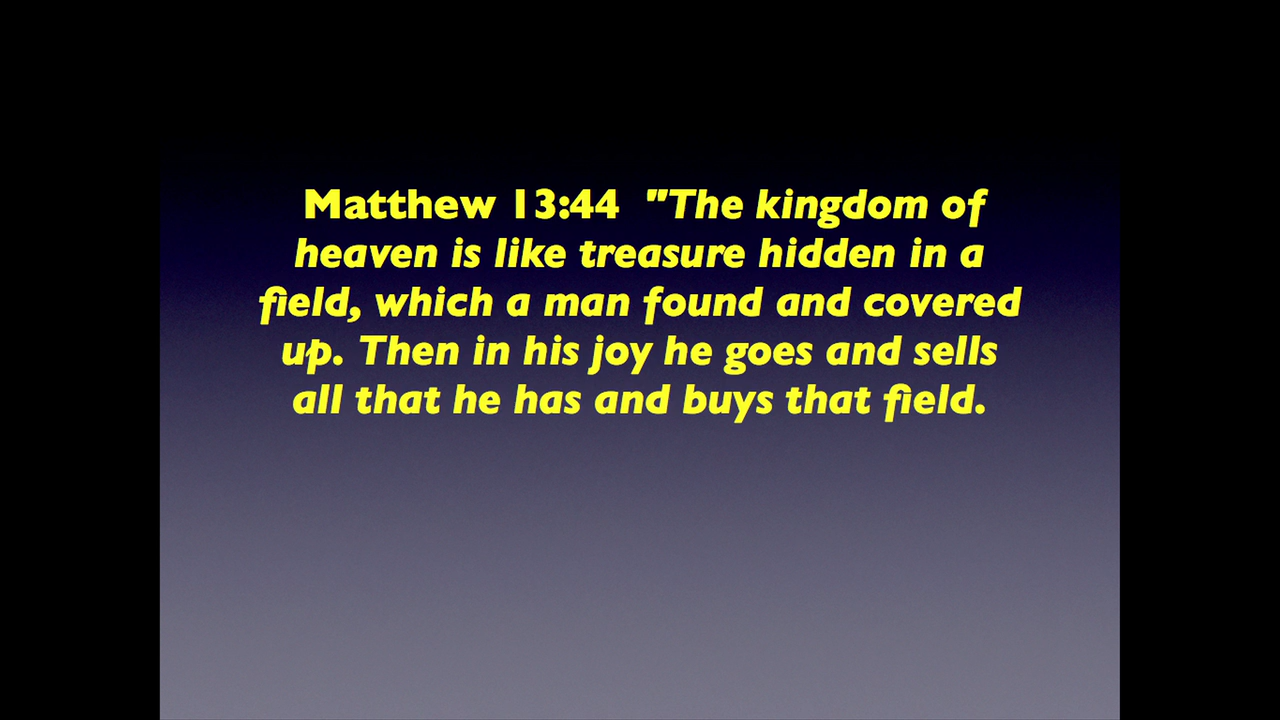 Matthew 13:44  "The kingdom of
heaven is like treasure hidden in a
field, which a man found and covered
up. Then in his joy he goes and sells
all that he has and buys that field.